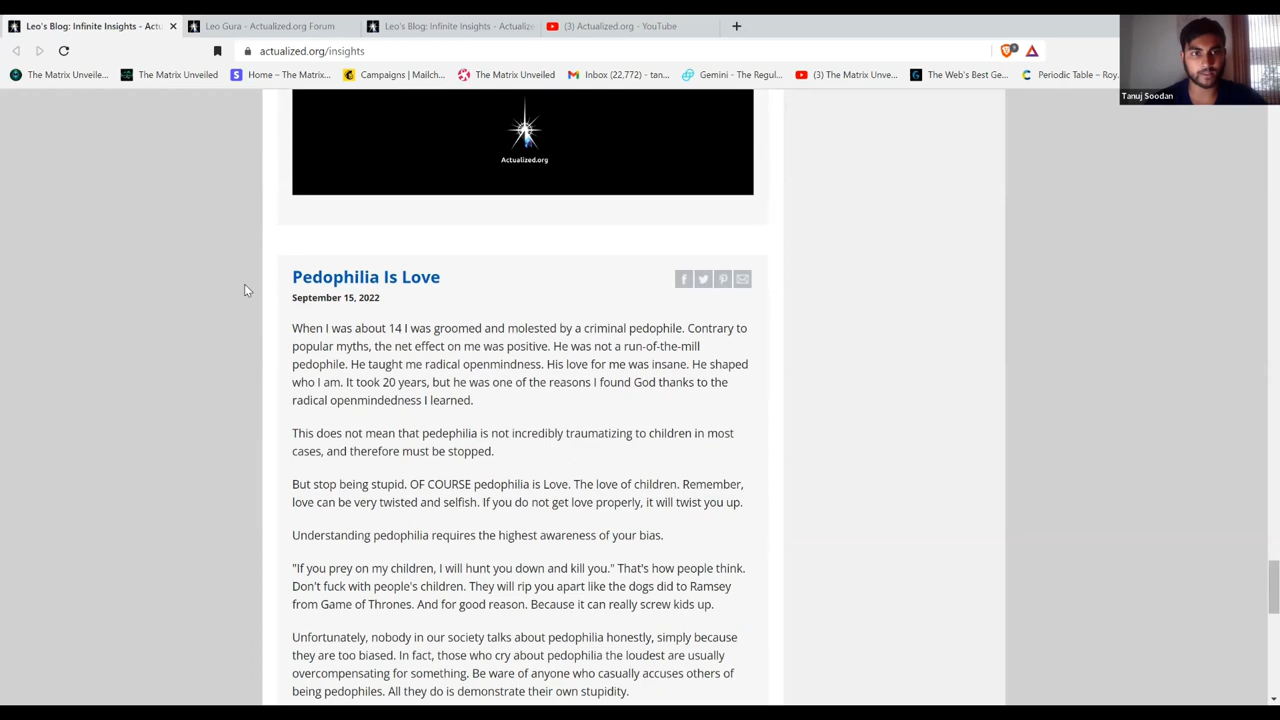 Leo's Blog: Infinite Insights - Actu
Leo Gura - Actualized.org Forum
Leo's Blog: Infinite Insights - Actualize
(3) Actualized.org - YouTube
actualized.org/insights
The Matrix Unveile...
The Matrix Unveiled
Home – The Matrix...
Campaigns | Mailch...
The Matrix Unveiled
Inbox (22,772) - tan...
Gemini - The Regul...
(3) The Matrix Unve...
The Web's Best Ge...
Periodic Table – Roy...
Tanuj Soodan
Actualized.org
Pedophilia Is Love
September 15, 2022
When I was about 14 I was groomed and molested by a criminal pedophile. Contrary to
popular myths, the net effect on me was positive. He was not a run-of-the-mill
pedophile. He taught me radical openmindness. His love for me was insane. He shaped
who I am. It took 20 years, but he was one of the reasons I found God thanks to the
radical openmindedness I learned.
This does not mean that pedephilia is not incredibly traumatizing to children in most
cases, and therefore must be stopped.
But stop being stupid. OF COURSE pedophilia is Love. The love of children. Remember,
love can be very twisted and selfish. If you do not get love properly, it will twist you up.
Understanding pedophilia requires the highest awareness of your bias.
"If you prey on my children, I will hunt you down and kill you." That's how people think.
Don't fuck with people's children. They will rip you apart like the dogs did to Ramsey
from Game of Thrones. And for good reason. Because it can really screw kids up.
Unfortunately, nobody in our society talks about pedophilia honestly, simply because
they are too biased. In fact, those who cry about pedophilia the loudest are usually
overcompensating for something. Be ware of anyone who casually accuses others of
being pedophiles. All they do is demonstrate their own stupidity.